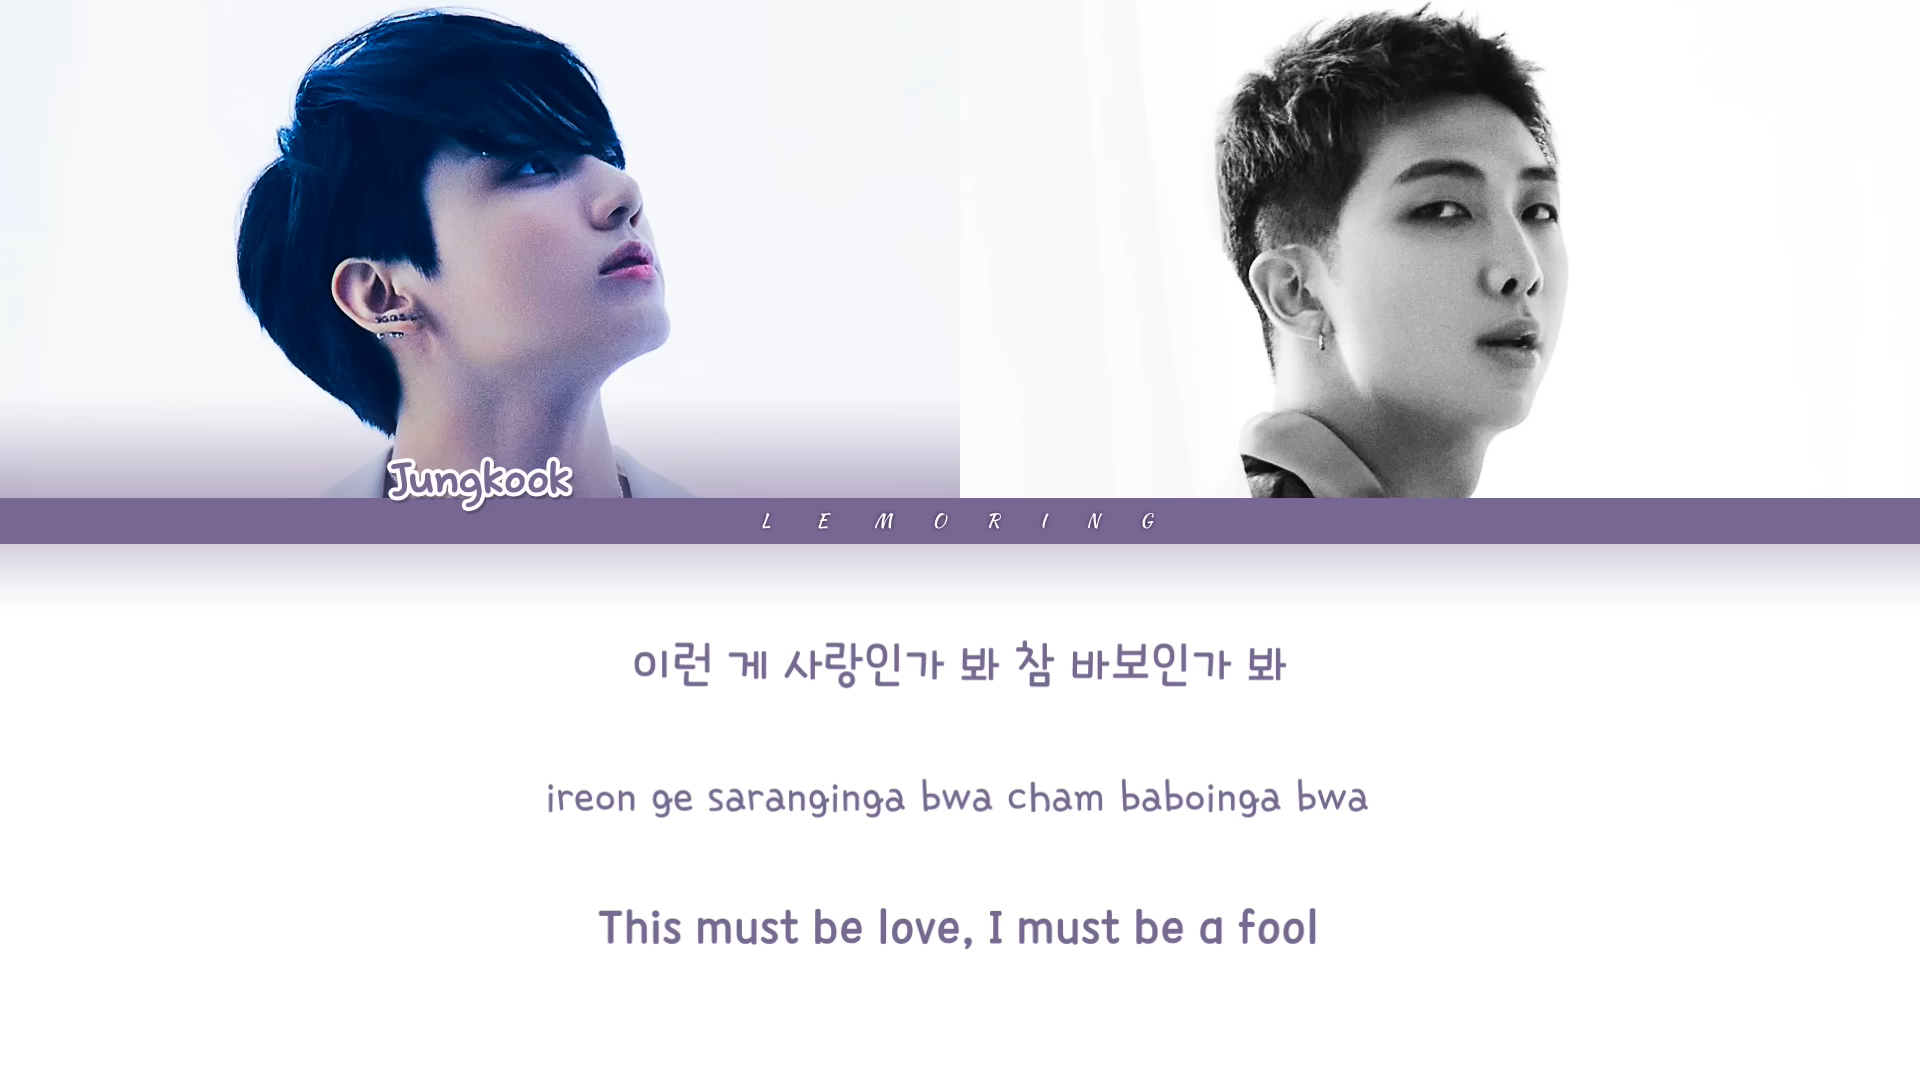 Jungkook
LEMORING
이런 게 사랑인가 봐 참 바보인가 봐
ireon ge saranginga bwa cham baboinga bwa
This must be love, I must be a fool